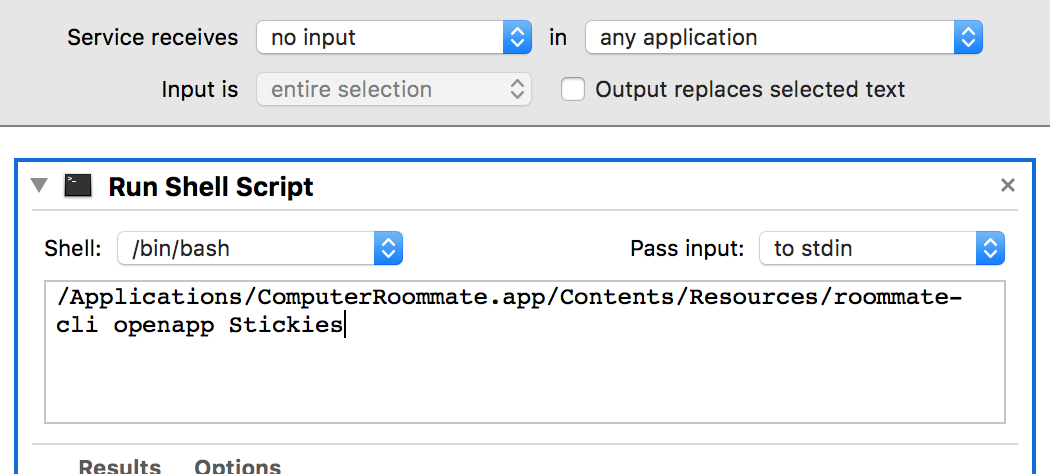 Service receives no input in any application
Input is entire selection Output replaces selected text
Run Shell Script
Shell: /bin/bash Pass input: to stdin
/Applications/ComputerRoommate.app/Contents/Resources/roommate-
cli openapp Stickies
Results Options